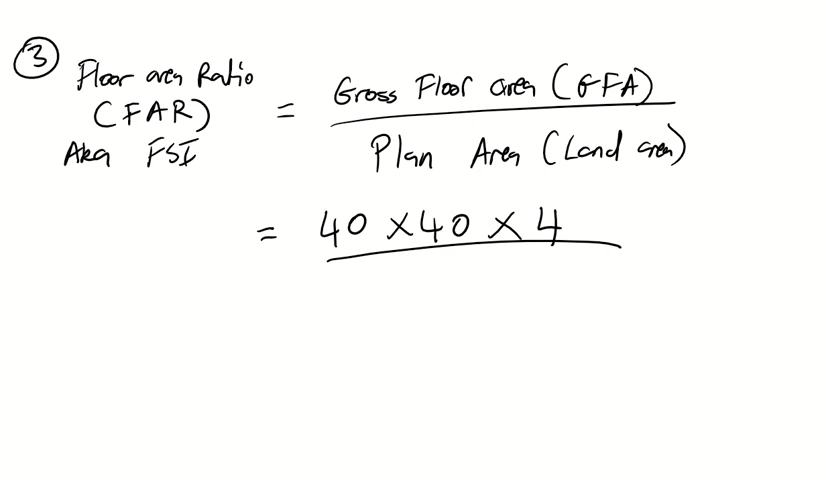 ③ Floor area Ratio
(FAR)
Aka FSI
= Gross Floor area (GFA)
Plan Area (Land area)
= 40 × 40 × 4